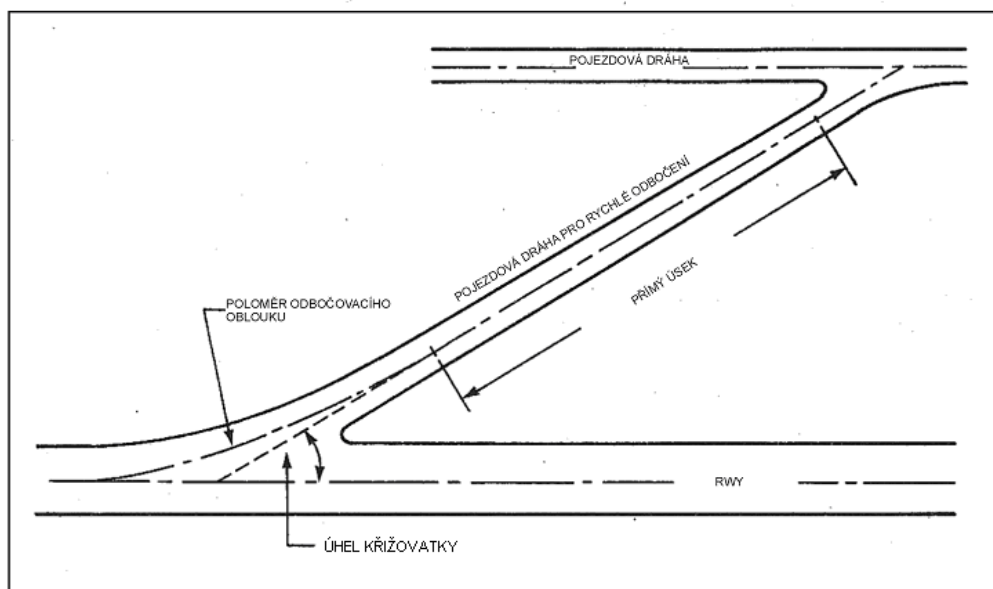 POJEZDOVÁ DRÁHA
POJEZDOVÁ DRÁHA PRO RYCHLÉ ODBOČENÍ
PŘÍMÝ ÚSEK
POLOMĚR ODBOČOVACÍHO
OBLOUKU
RWY
ÚHEL KŘIŽOVATKY